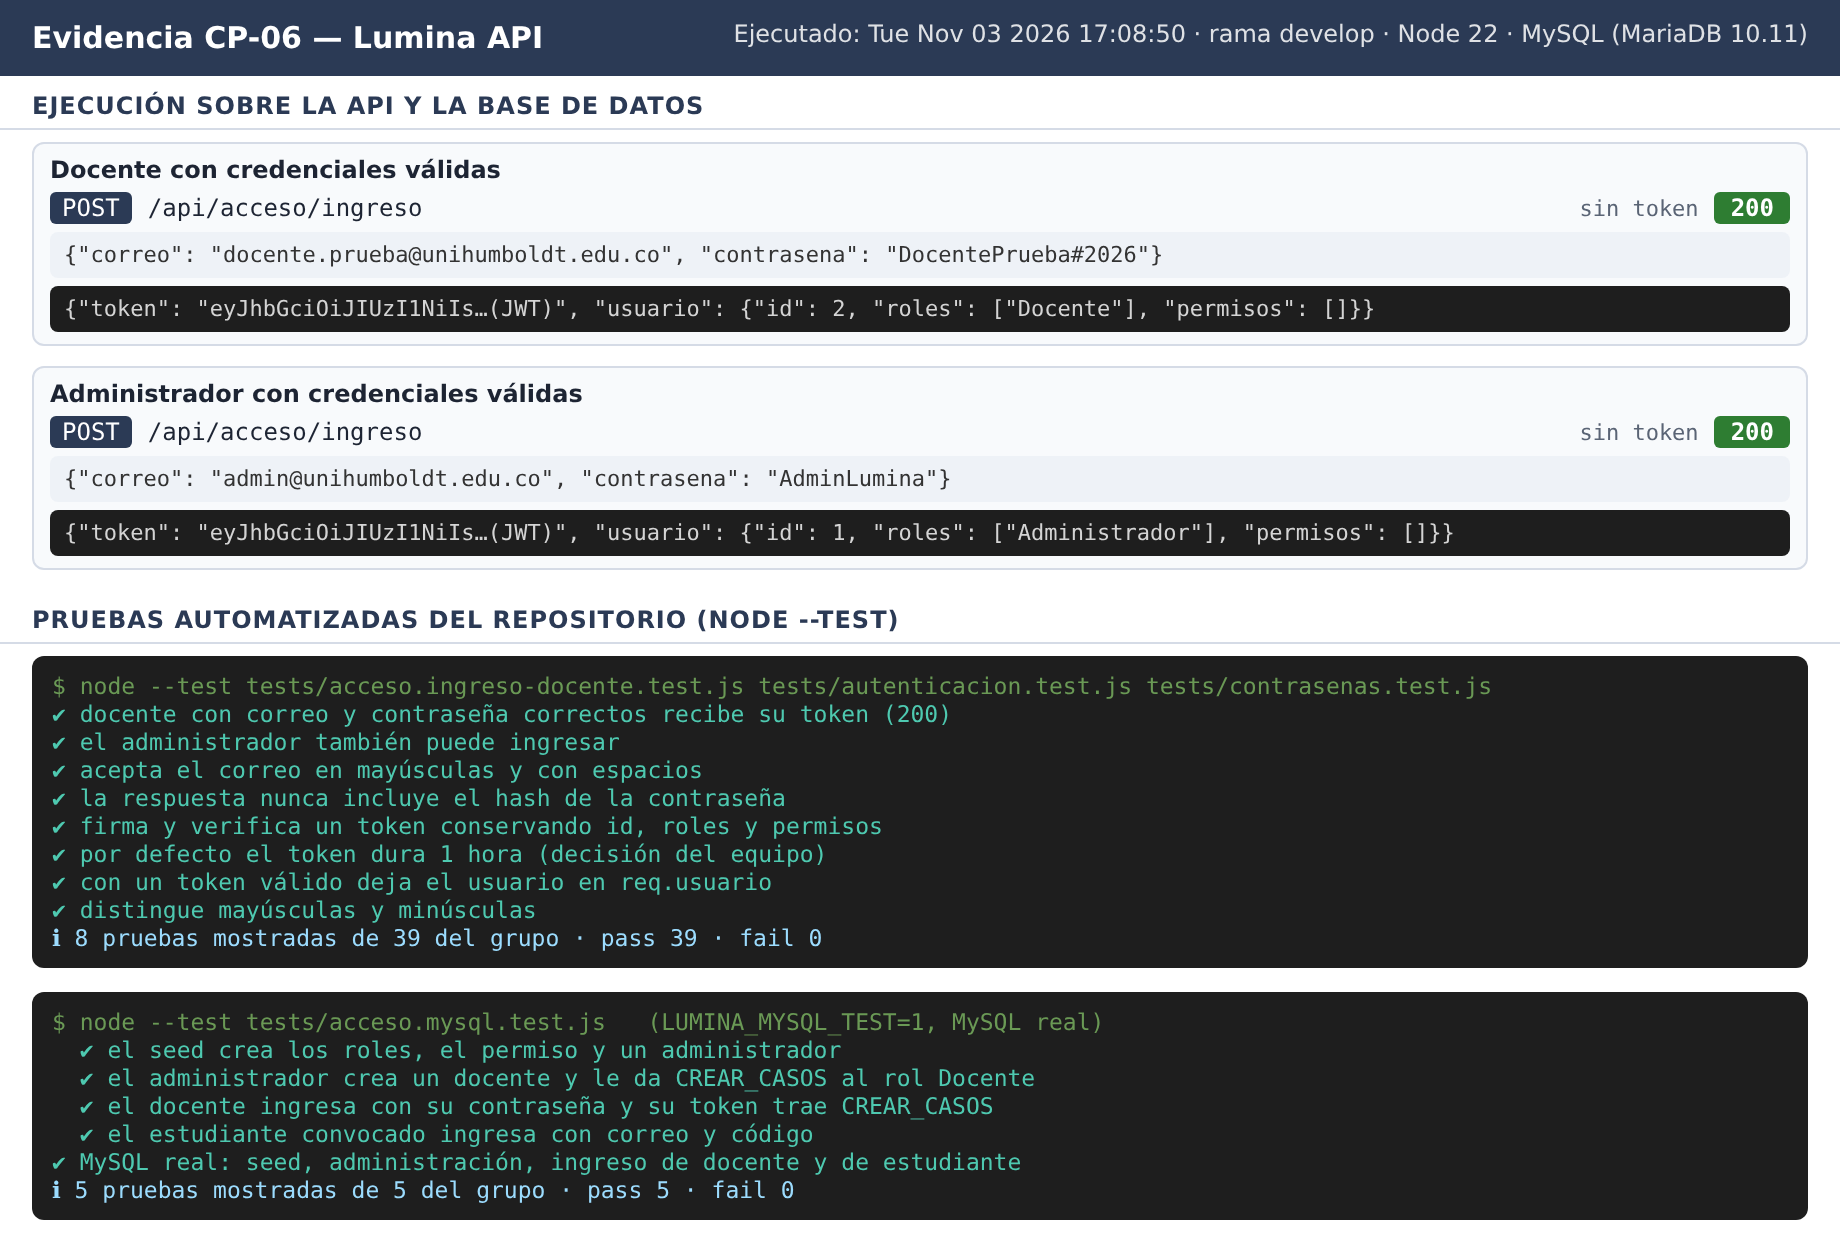 Evidencia CP-06 — Lumina API
Ejecutado: Tue Nov 03 2026 17:08:50 · rama develop · Node 22 · MySQL (MariaDB 10.11)
EJECUCIÓN SOBRE LA API Y LA BASE DE DATOS
Docente con credenciales válidas
POST /api/acceso/ingreso sin token 200
{"correo": "docente.prueba@unihumboldt.edu.co", "contrasena": "DocentePrueba#2026"}
{"token": "eyJhbGciOiJIUzI1NiIs…(JWT)", "usuario": {"id": 2, "roles": ["Docente"], "permisos": []}}
Administrador con credenciales válidas
POST /api/acceso/ingreso sin token 200
{"correo": "admin@unihumboldt.edu.co", "contrasena": "AdminLumina"}
{"token": "eyJhbGciOiJIUzI1NiIs…(JWT)", "usuario": {"id": 1, "roles": ["Administrador"], "permisos": []}}
PRUEBAS AUTOMATIZADAS DEL REPOSITORIO (NODE --TEST)
$ node --test tests/acceso.ingreso-docente.test.js tests/autenticacion.test.js tests/contrasenas.test.js
✔ docente con correo y contraseña correctos recibe su token (200)
✔ el administrador también puede ingresar
✔ acepta el correo en mayúsculas y con espacios
✔ la respuesta nunca incluye el hash de la contraseña
✔ firma y verifica un token conservando id, roles y permisos
✔ por defecto el token dura 1 hora (decisión del equipo)
✔ con un token válido deja el usuario en req.usuario
✔ distingue mayúsculas y minúsculas
ℹ 8 pruebas mostradas de 39 del grupo · pass 39 · fail 0
$ node --test tests/acceso.mysql.test.js   (LUMINA_MYSQL_TEST=1, MySQL real)
✔ el seed crea los roles, el permiso y un administrador
✔ el administrador crea un docente y le da CREAR_CASOS al rol Docente
✔ el docente ingresa con su contraseña y su token trae CREAR_CASOS
✔ el estudiante convocado ingresa con correo y código
✔ MySQL real: seed, administración, ingreso de docente y de estudiante
ℹ 5 pruebas mostradas de 5 del grupo · pass 5 · fail 0